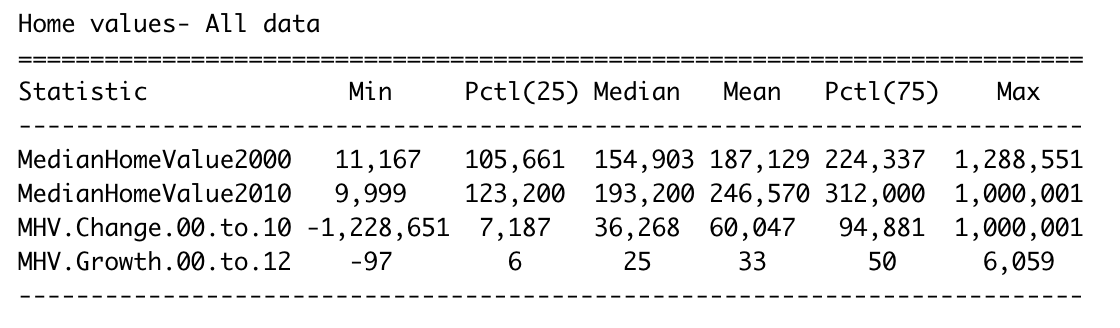 Home values- All data
==========================================================================
Statistic Min Pctl(25) Median Mean Pctl(75) Max
--------------------------------------------------------------------------
MedianHomeValue2000 11,167 105,661 154,903 187,129 224,337 1,288,551
MedianHomeValue2010 9,999 123,200 193,200 246,570 312,000 1,000,001
MHV.Change.00.to.10 -1,228,651 7,187 36,268 60,047 94,881 1,000,001
MHV.Growth.00.to.12 -97 6 25 33 50 6,059
--------------------------------------------------------------------------